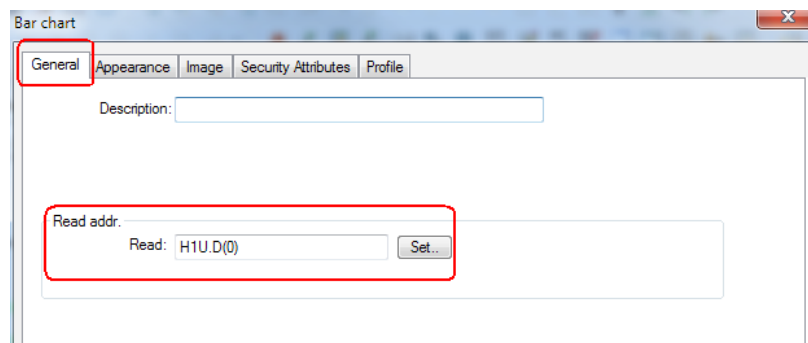 Bar chart
General Appearance Image Security Attributes Profile
Description:
Read addr.
Read: H1U.D(0) Set..